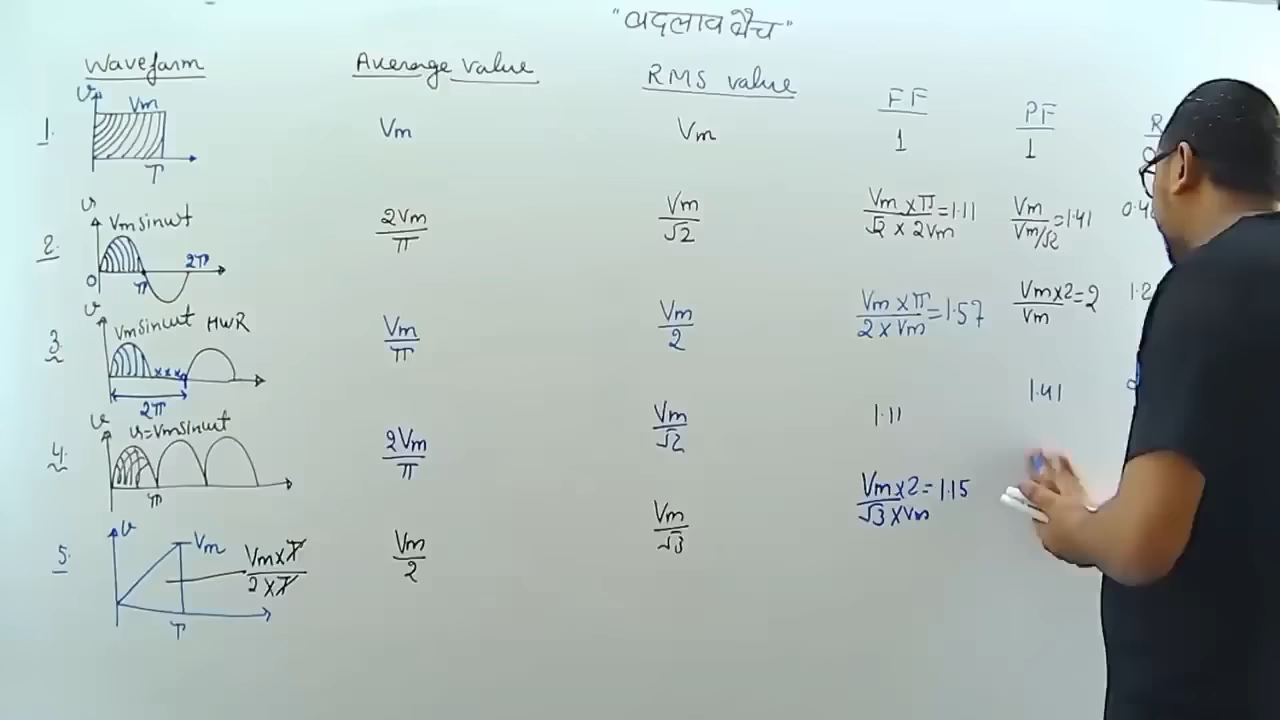 "बदलाव बैच"
Waveform Average value RMS value FF PF
1. v Vm T Vm Vm 1 1
2. v Vm sinωt 0 π 2π 2Vm/π Vm/√2 Vm×π/√2×2Vm=1.11 Vm/Vm/√2=1.41
3. v Vm sinωt HWR 2π Vm/π Vm/2 Vm×π/2×Vm=1.57 Vm×2/Vm=2
4. v v=Vm sinωt π 2Vm/π Vm/√2 1.11 1.41
5. v Vm T Vm×T/2×T Vm/2 Vm/√3 Vm×2/√3×Vm=1.15